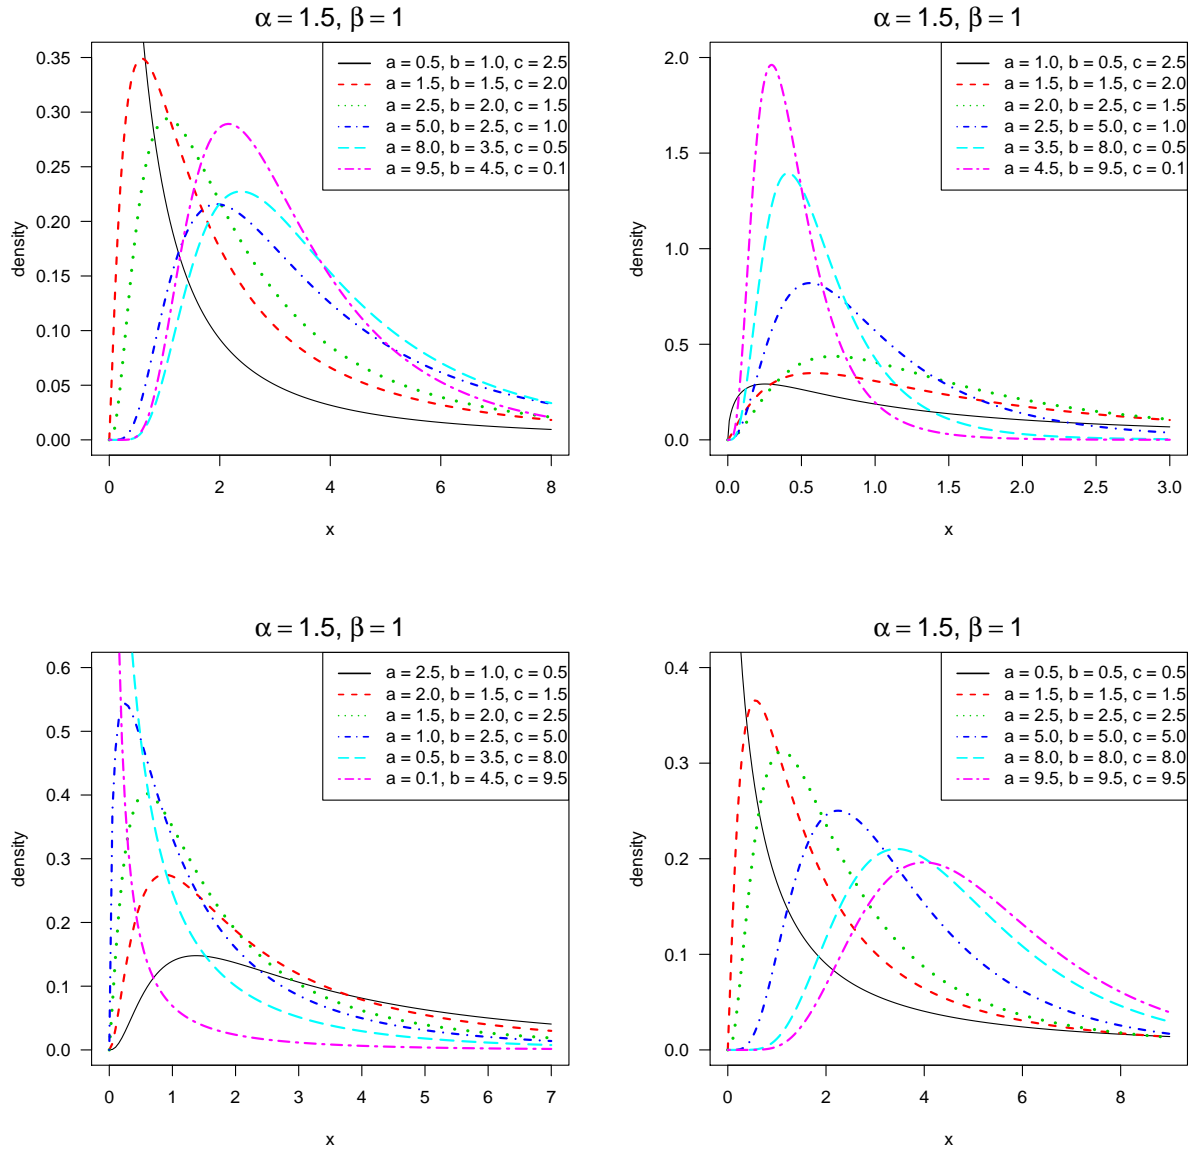 α = 1.5, β = 1
density
0.35
0.30
0.25
0.20
0.15
0.10
0.05
0.00
a = 0.5, b = 1.0, c = 2.5
a = 1.5, b = 1.5, c = 2.0
a = 2.5, b = 2.0, c = 1.5
a = 5.0, b = 2.5, c = 1.0
a = 8.0, b = 3.5, c = 0.5
a = 9.5, b = 4.5, c = 0.1
0 2 4 6 8
x
α = 1.5, β = 1
density
2.0
1.5
1.0
0.5
0.0
a = 1.0, b = 0.5, c = 2.5
a = 1.5, b = 1.5, c = 2.0
a = 2.0, b = 2.5, c = 1.5
a = 2.5, b = 5.0, c = 1.0
a = 3.5, b = 8.0, c = 0.5
a = 4.5, b = 9.5, c = 0.1
0.0 0.5 1.0 1.5 2.0 2.5 3.0
x
α = 1.5, β = 1
density
0.6
0.5
0.4
0.3
0.2
0.1
0.0
a = 2.5, b = 1.0, c = 0.5
a = 2.0, b = 1.5, c = 1.5
a = 1.5, b = 2.0, c = 2.5
a = 1.0, b = 2.5, c = 5.0
a = 0.5, b = 3.5, c = 8.0
a = 0.1, b = 4.5, c = 9.5
0 1 2 3 4 5 6 7
x
α = 1.5, β = 1
density
0.4
0.3
0.2
0.1
0.0
a = 0.5, b = 0.5, c = 0.5
a = 1.5, b = 1.5, c = 1.5
a = 2.5, b = 2.5, c = 2.5
a = 5.0, b = 5.0, c = 5.0
a = 8.0, b = 8.0, c = 8.0
a = 9.5, b = 9.5, c = 9.5
0 2 4 6 8
x